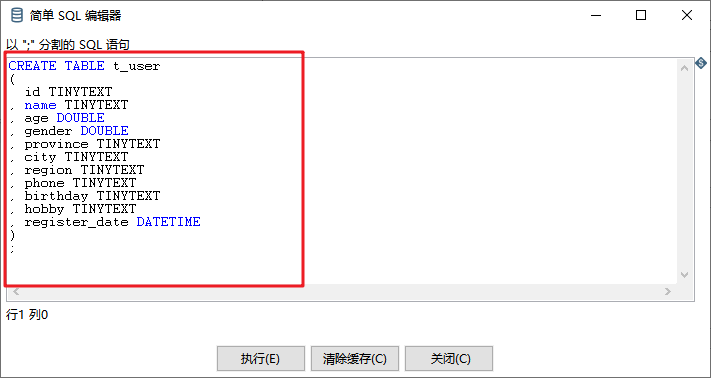 简单 SQL 编辑器
以 ";" 分割的 SQL 语句
CREATE TABLE t_user
(
  id TINYTEXT
, name TINYTEXT
, age DOUBLE
, gender DOUBLE
, province TINYTEXT
, city TINYTEXT
, region TINYTEXT
, phone TINYTEXT
, birthday TINYTEXT
, hobby TINYTEXT
, register_date DATETIME
)
;
行1 列0
执行(E) 清除缓存(C) 关闭(C)